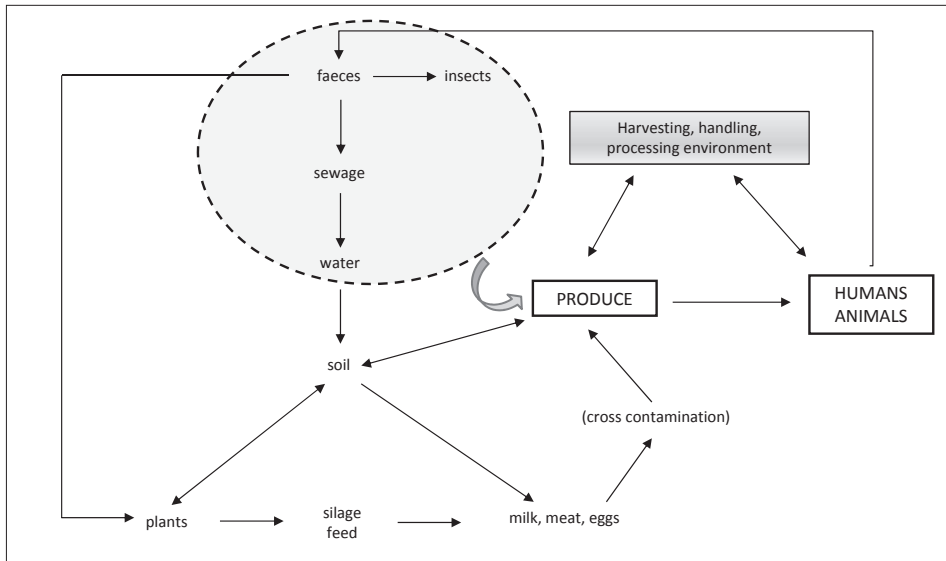 faeces
insects
Harvesting, handling,
processing environment
sewage
water
PRODUCE
HUMANS
ANIMALS
soil
(cross contamination)
plants
silage
feed
milk, meat, eggs